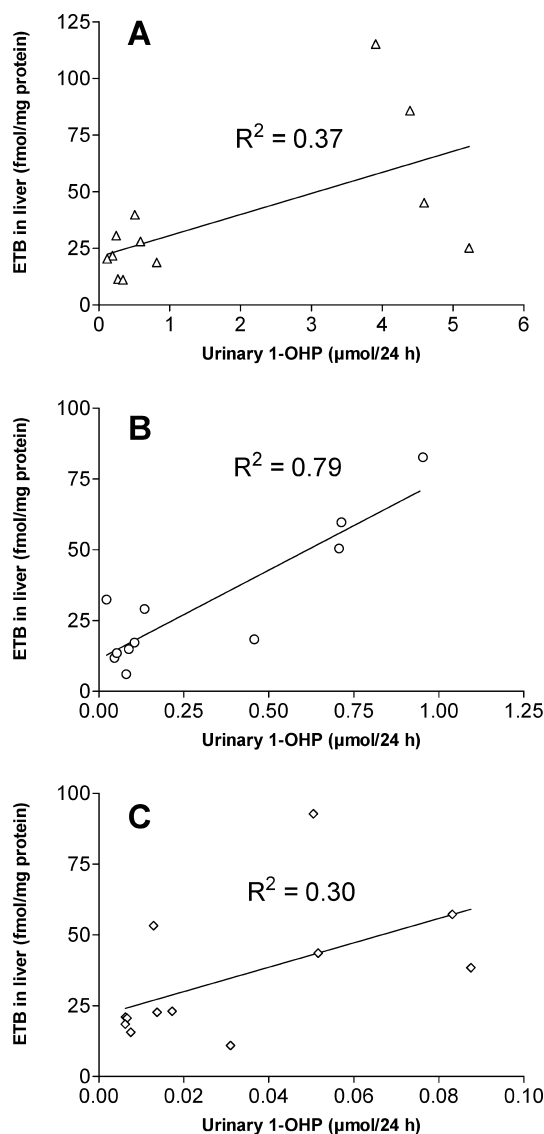 A
R² = 0.37
ETB in liver (fmol/mg protein)
125
100
75
50
25
0
0 1 2 3 4 5 6
Urinary 1-OHP (µmol/24 h)
B
R² = 0.79
ETB in liver (fmol/mg protein)
100
75
50
25
0
0.00 0.25 0.50 0.75 1.00 1.25
Urinary 1-OHP (µmol/24 h)
C
R² = 0.30
ETB in liver (fmol/mg protein)
100
75
50
25
0
0.00 0.02 0.04 0.06 0.08 0.10
Urinary 1-OHP (µmol/24 h)